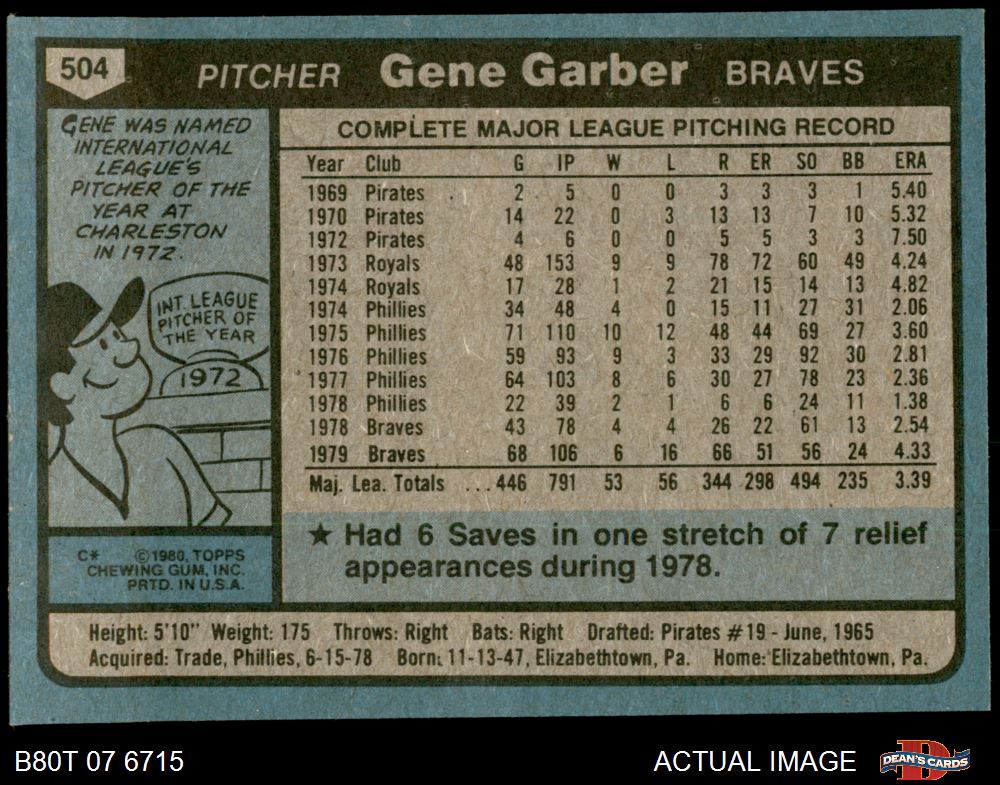 504 PITCHER Gene Garber BRAVES
GENE WAS NAMED
INTERNATIONAL
LEAGUE'S
PITCHER OF THE
YEAR AT
CHARLESTON
IN 1972.
INT. LEAGUE
PITCHER OF
THE YEAR
1972
C* ©1980, TOPPS
CHEWING GUM, INC.
PRTD. IN U.S.A.
COMPLETE MAJOR LEAGUE PITCHING RECORD
Year Club G IP W L R ER SO BB ERA
1969 Pirates 2 5 0 0 3 3 3 1 5.40
1970 Pirates 14 22 0 3 13 13 7 10 5.32
1972 Pirates 4 6 0 0 5 5 3 3 7.50
1973 Royals 48 153 9 9 78 72 60 49 4.24
1974 Royals 17 28 1 2 21 15 14 13 4.82
1974 Phillies 34 48 4 0 15 11 27 31 2.06
1975 Phillies 71 110 10 12 48 44 69 27 3.60
1976 Phillies 59 93 9 3 33 29 92 30 2.81
1977 Phillies 64 103 8 6 30 27 78 23 2.36
1978 Phillies 22 39 2 1 6 6 24 11 1.38
1978 Braves 43 78 4 4 26 22 61 13 2.54
1979 Braves 68 106 6 16 66 51 56 24 4.33
Maj. Lea. Totals ...446 791 53 56 344 298 494 235 3.39
★ Had 6 Saves in one stretch of 7 relief
appearances during 1978.
Height: 5'10" Weight: 175 Throws: Right Bats: Right Drafted: Pirates #19 - June, 1965
Acquired: Trade, Phillies, 6-15-78 Born: 11-13-47, Elizabethtown, Pa. Home: Elizabethtown, Pa.
B80T 07 6715 ACTUAL IMAGE D DEAN'S CARDS